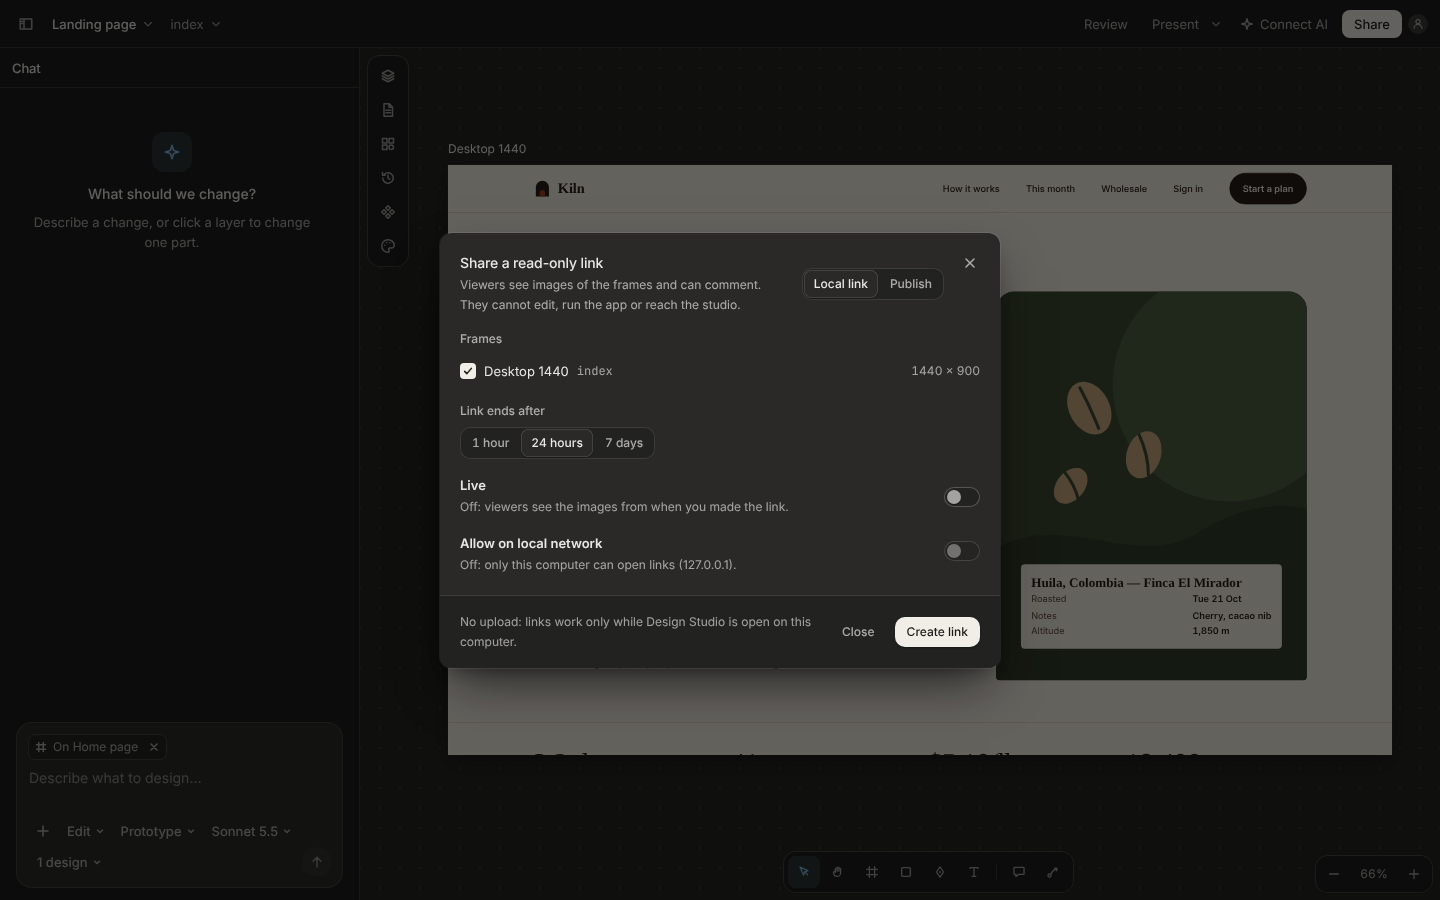 Landing page
index
Review
Present
Connect AI
Share
Chat
What should we change?
Describe a change, or click a layer to change
one part.
Desktop 1440
Kiln
How it works
This month
Wholesale
Sign in
Start a plan
Share a read-only link
Viewers see images of the frames and can comment.
They cannot edit, run the app or reach the studio.
Local link
Publish
Frames
Desktop 1440 index
1440 × 900
Link ends after
1 hour
24 hours
7 days
Live
Off: viewers see the images from when you made the link.
Allow on local network
Off: only this computer can open links (127.0.0.1).
No upload: links work only while Design Studio is open on this
computer.
Close
Create link
Huila, Colombia — Finca El Mirador
Roasted Tue 21 Oct
Notes Cherry, cacao nib
Altitude 1,850 m
On Home page
Describe what to design...
Edit
Prototype
Sonnet 5.5
1 design
66%